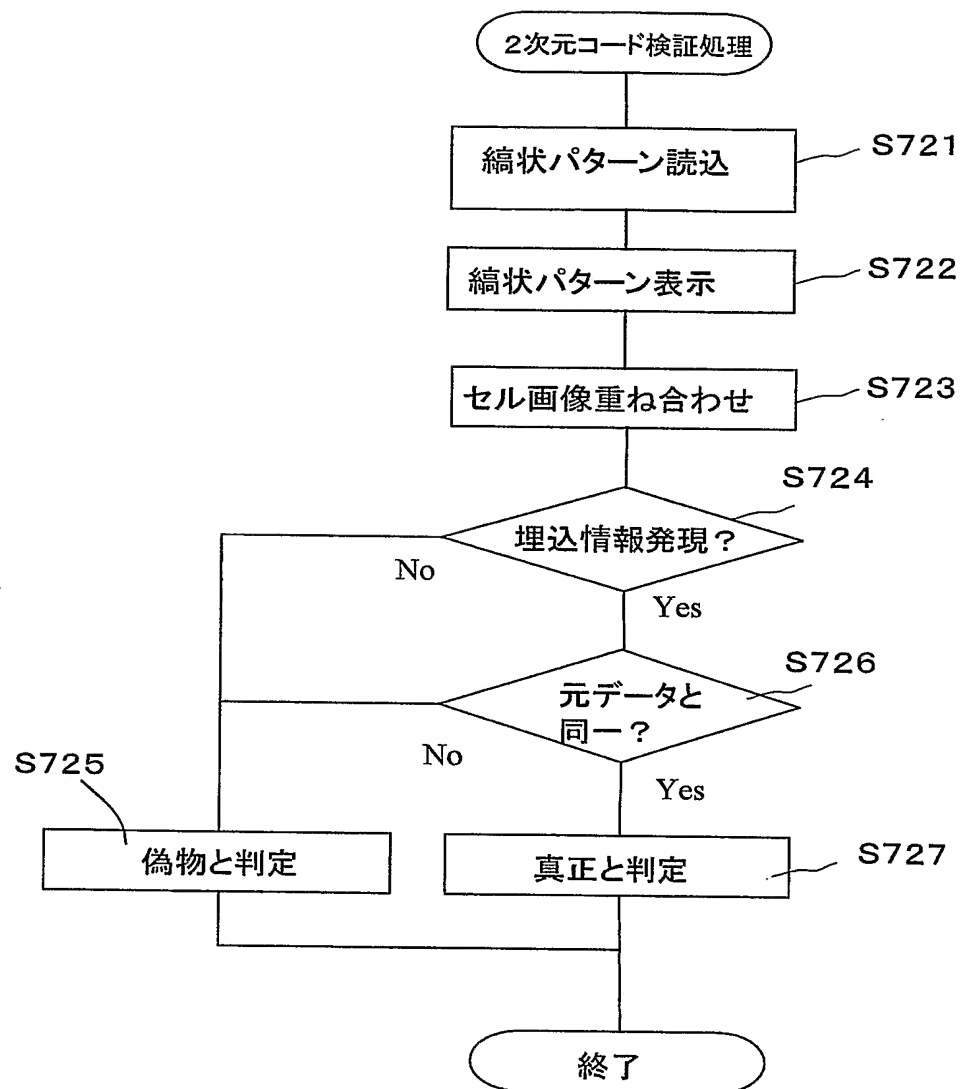 2次元コード検証処理
縞状パターン読込
S721
縞状パターン表示
S722
セル画像重ね合わせ
S723
S724
埋込情報発現？
No
Yes
S726
元データと
同一？
No
Yes
S725
偽物と判定
真正と判定
S727
終了